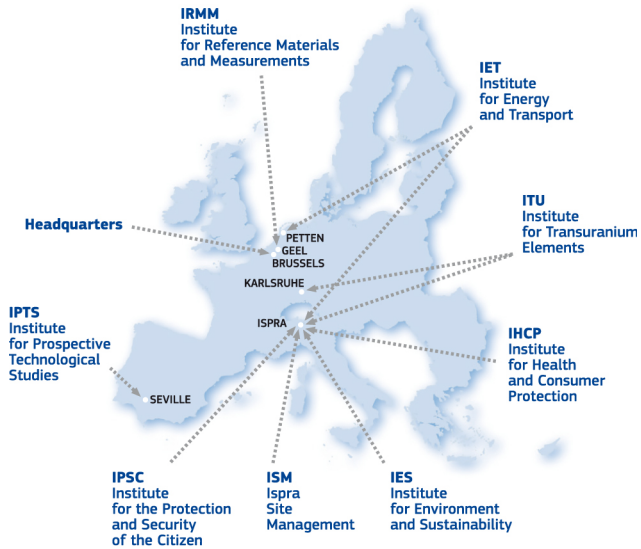 IRMM
Institute
for Reference Materials
and Measurements
IET
Institute
for Energy
and Transport
ITU
Institute
for Transuranium
Elements
Headquarters
PETTEN
GEEL
BRUSSELS
KARLSRUHE
ISPRA
IPTS
Institute
for Prospective
Technological
Studies
SEVILLE
IHCP
Institute
for Health
and Consumer
Protection
IPSC
Institute
for the Protection
and Security
of the Citizen
ISM
Ispra
Site
Management
IES
Institute
for Environment
and Sustainability